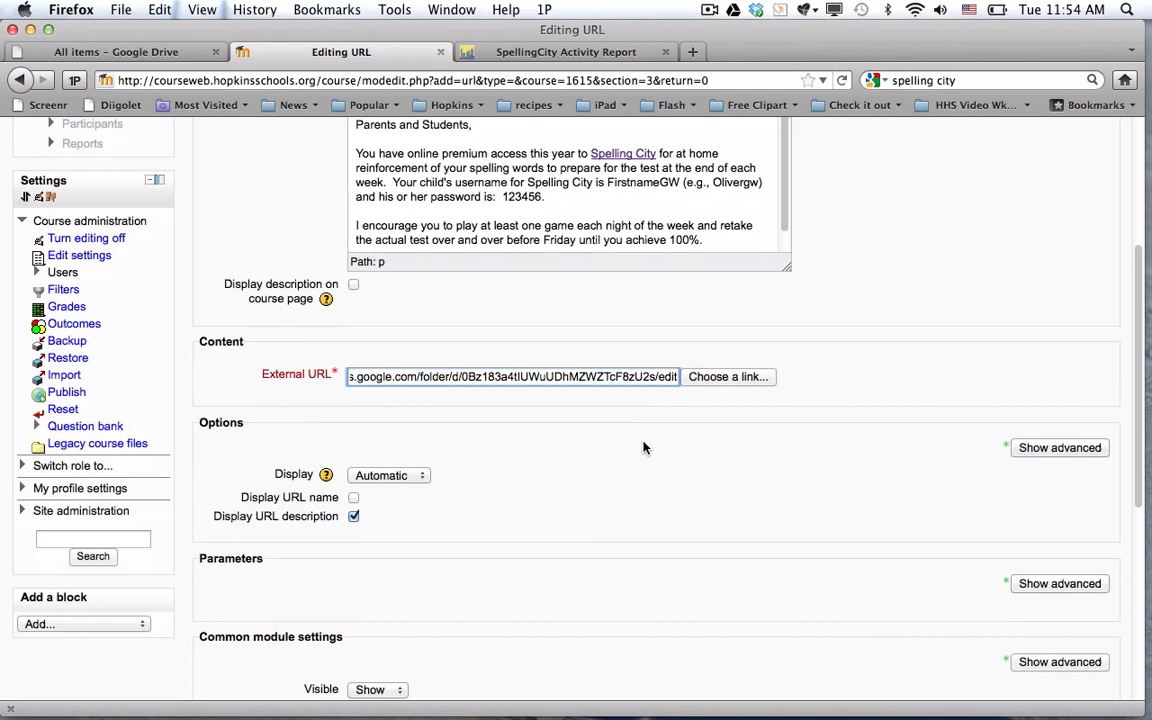 Firefox File Edit View History Bookmarks Tools Window Help 1P Tue 11:54 AM
Editing URL
All items - Google Drive Editing URL SpellingCity Activity Report
1P http://courseweb.hopkinsschools.org/course/modedit.php?add=url&type=&course=1615&section=3&return=0 spelling city
Screenr Diigolet Most Visited News Popular Hopkins recipes iPad Flash Free Clipart Check it out HHS Video Wk... Bookmarks
Participants
Reports
Settings
Course administration
Turn editing off
Edit settings
Users
Filters
Grades
Outcomes
Backup
Restore
Import
Publish
Reset
Question bank
Legacy course files
Switch role to...
My profile settings
Site administration
Search
Add a block
Add...
Parents and Students,
You have online premium access this year to Spelling City for at home
reinforcement of your spelling words to prepare for the test at the end of each
week. Your child's username for Spelling City is FirstnameGW (e.g., Olivergw)
and his or her password is: 123456.
I encourage you to play at least one game each night of the week and retake
the actual test over and over before Friday until you achieve 100%.
Path: p
Display description on
course page
Content
External URL* s.google.com/folder/d/0Bz183a4tIUWuUDhMZWZTcF8zU2s/edit Choose a link...
Options
* Show advanced
Display Automatic
Display URL name
Display URL description
Parameters
* Show advanced
Common module settings
* Show advanced
Visible Show